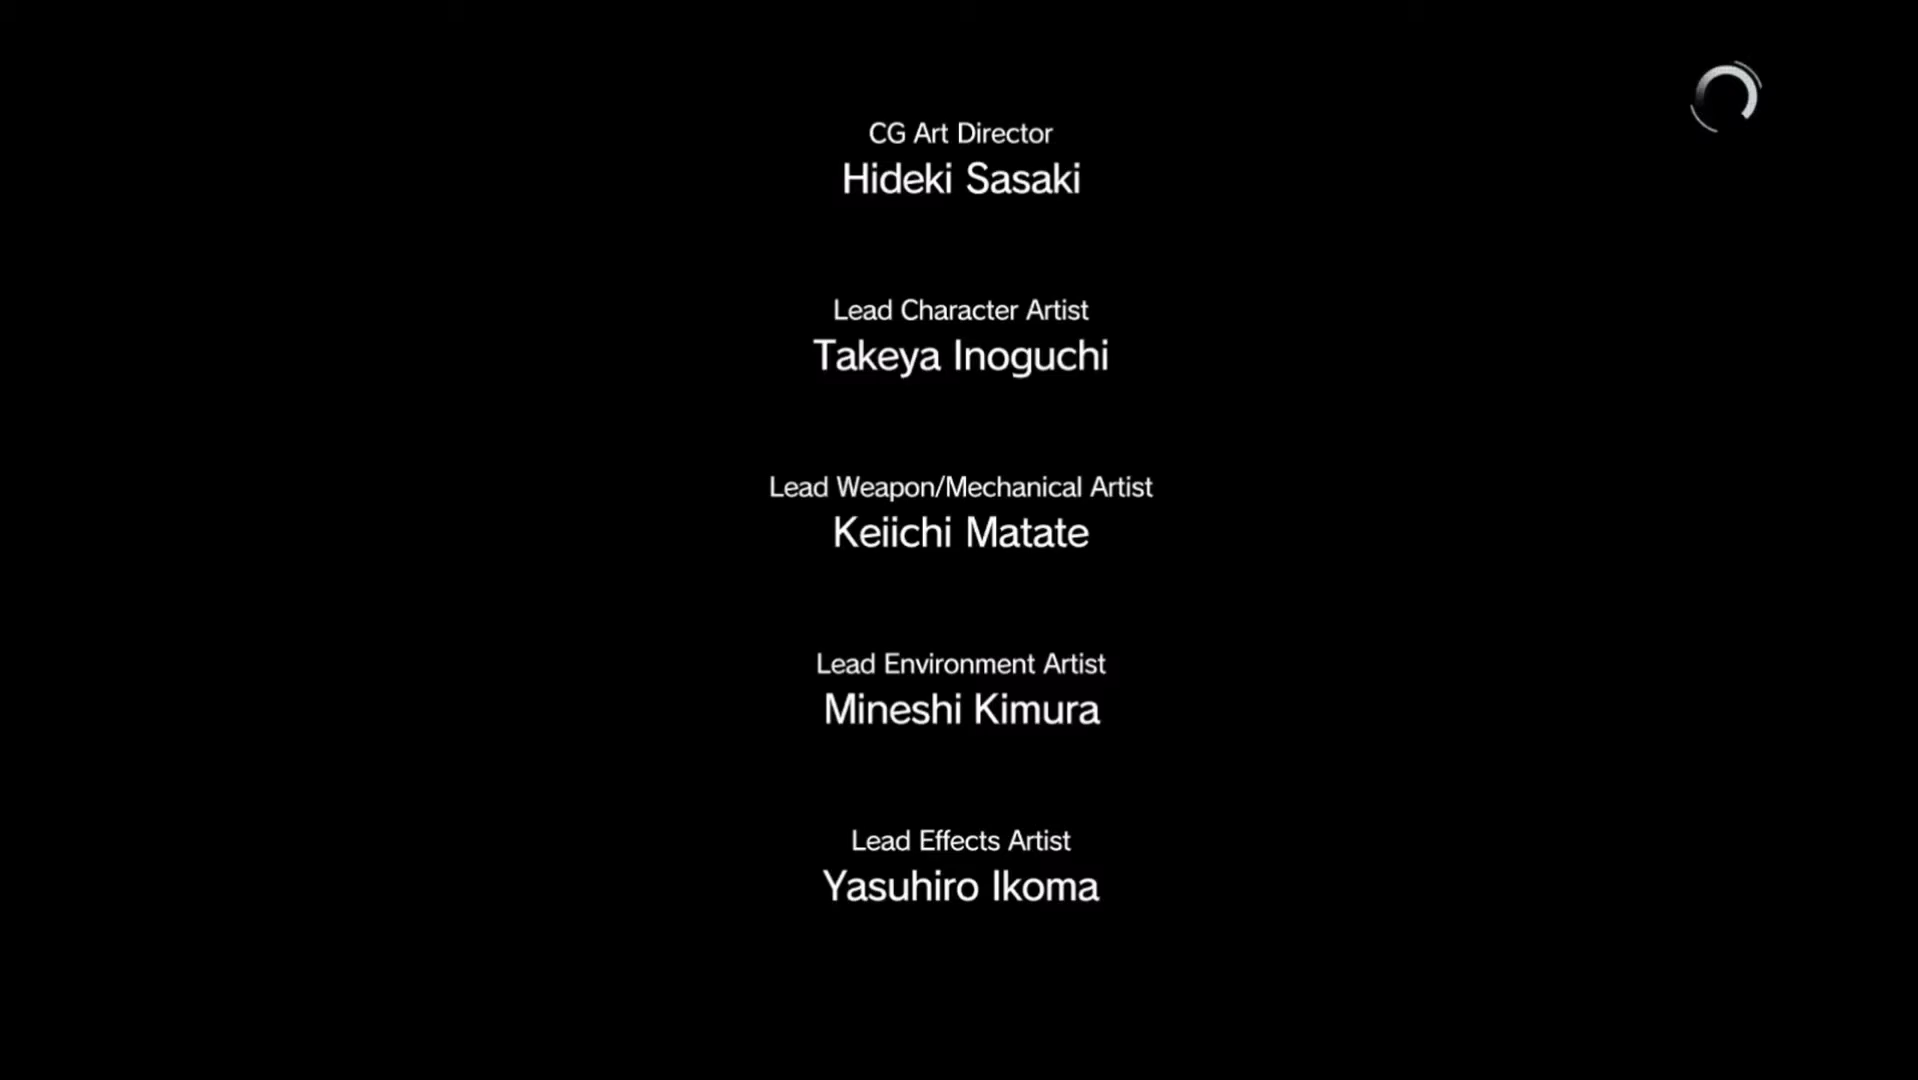 CG Art Director
Hideki Sasaki
Lead Character Artist
Takeya Inoguchi
Lead Weapon/Mechanical Artist
Keiichi Matate
Lead Environment Artist
Mineshi Kimura
Lead Effects Artist
Yasuhiro Ikoma